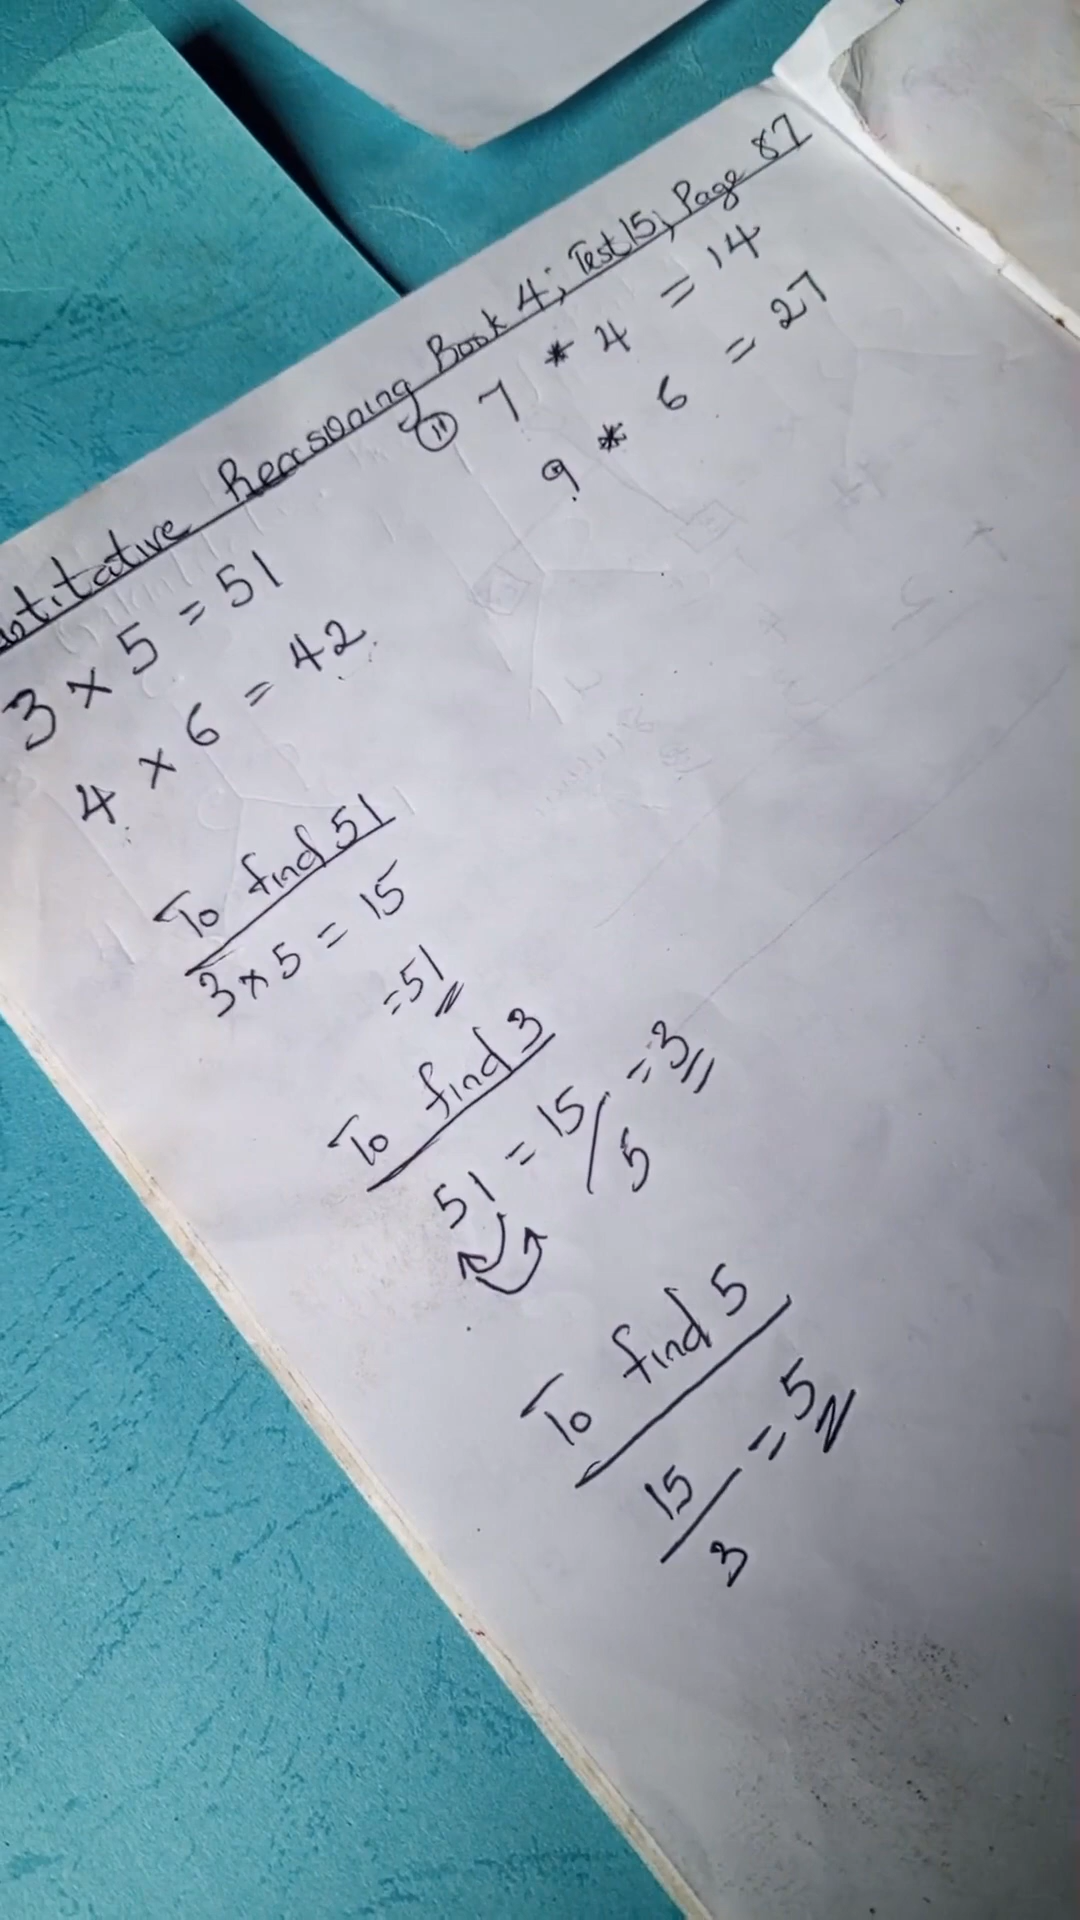 Reasoning Book 4; Test 15; Page 87
3 × 5 = 51
4 × 6 = 42
11 7 * 4 = 14
9 * 6 = 27
To find 51
3 × 5 = 15
= 51
To find 3
51 = 15/5 = 3
To find 5
15/3 = 5